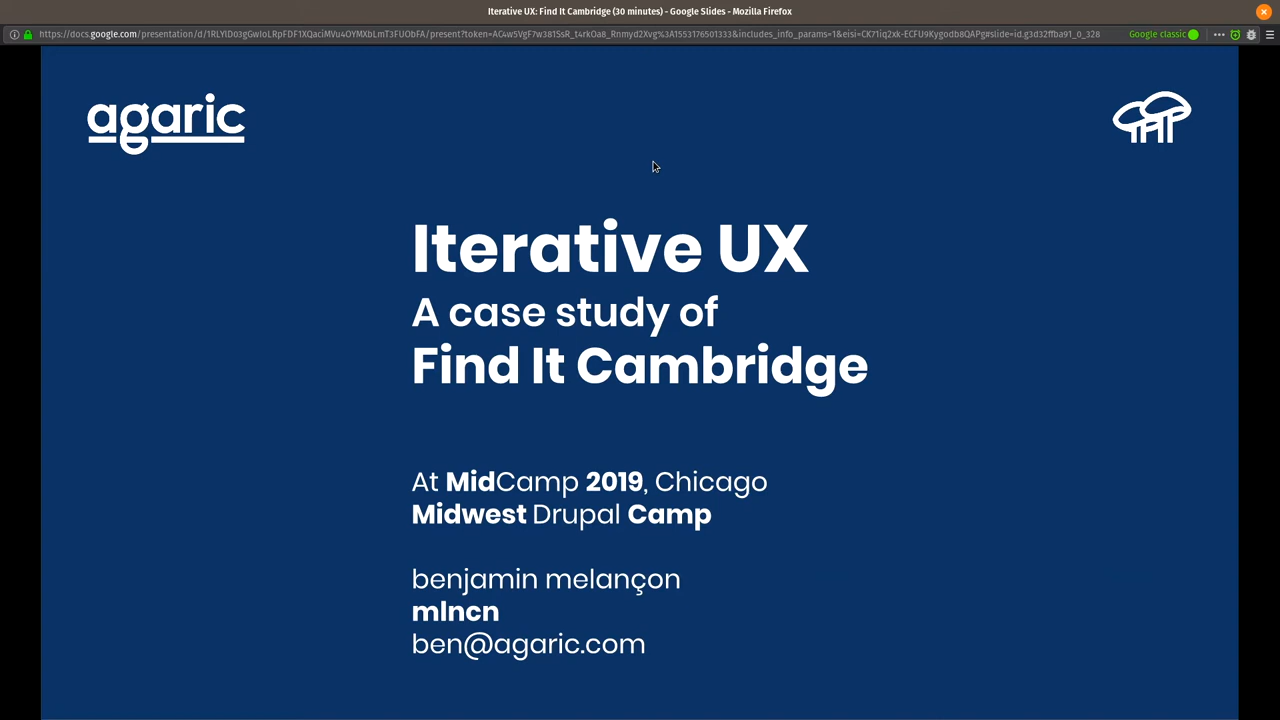 Iterative UX: Find It Cambridge (30 minutes) - Google Slides - Mozilla Firefox
Google classic
agaric
Iterative UX
A case study of
Find It Cambridge
At MidCamp 2019, Chicago
Midwest Drupal Camp
benjamin melançon
mlncn
ben@agaric.com